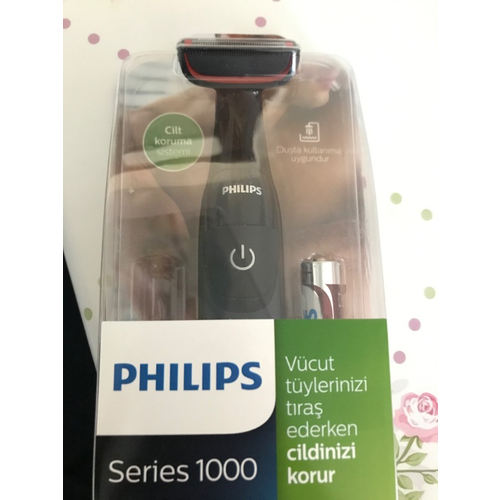 Cilt
koruma
sistemi
Duşta kullanıma
uygundur
PHILIPS
PHILIPS
Series 1000
Vücut
tüylerinizi
tıraş
ederken
cildinizi
korur